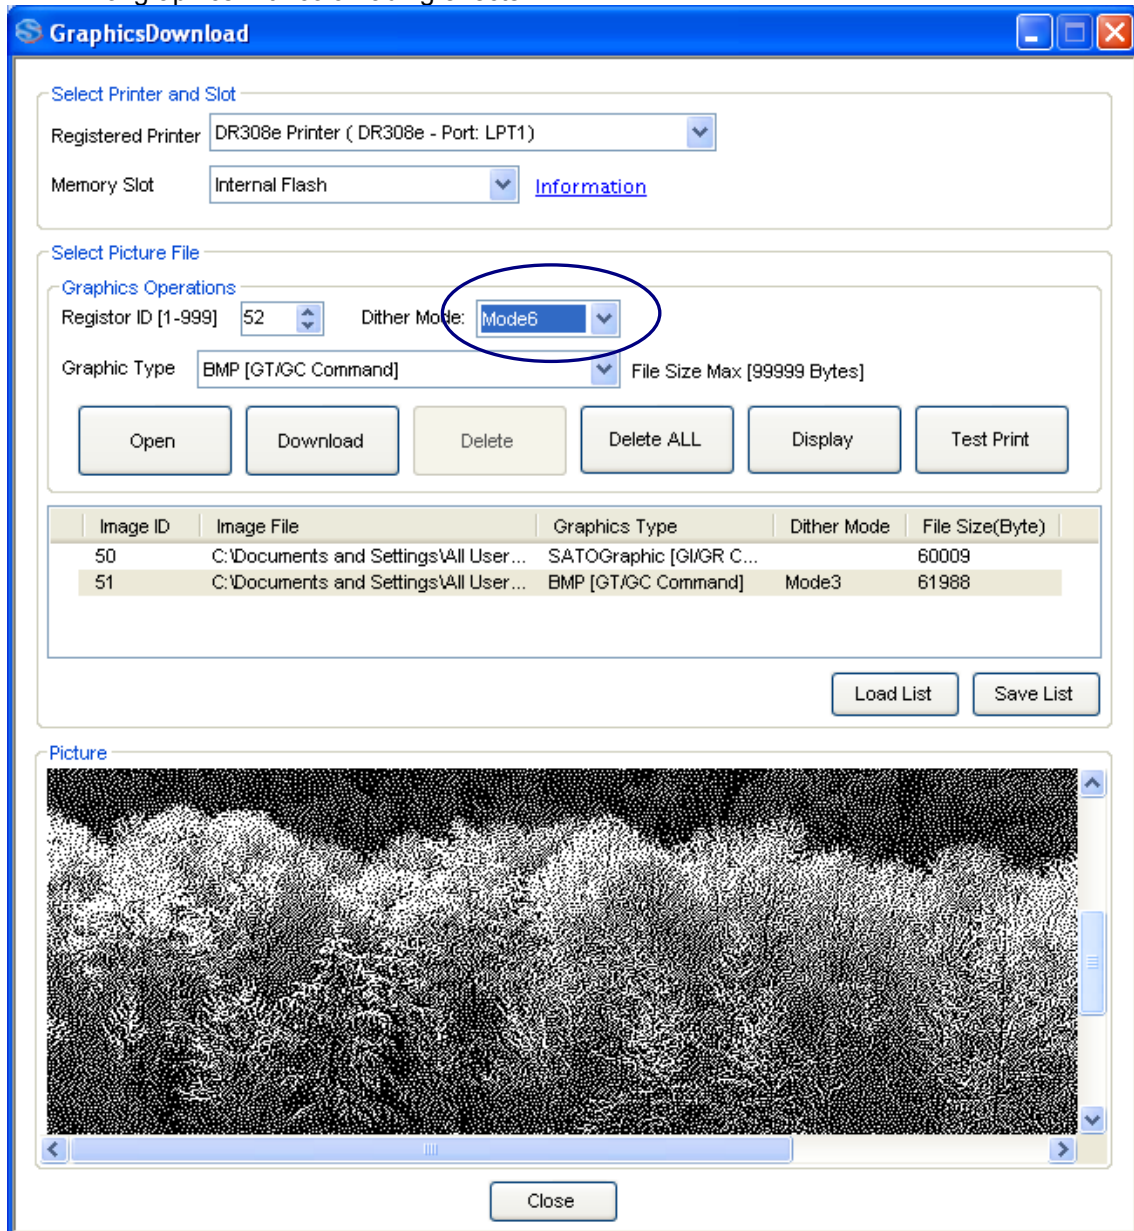 GraphicsDownload
Select Printer and Slot
Registered Printer DR308e Printer ( DR308e - Port: LPT1)
Memory Slot Internal Flash Information
Select Picture File
Graphics Operations
Registor ID [1-999] 52 Dither Mode: Mode6
Graphic Type BMP [GT/GC Command] File Size Max [99999 Bytes]
Open Download Delete Delete ALL Display Test Print
Image ID Image File Graphics Type Dither Mode File Size(Byte)
50 C:\Documents and Settings\All User... SATOGraphic [GI/GR C... 60009
51 C:\Documents and Settings\All User... BMP [GT/GC Command] Mode3 61988
Load List Save List
Picture
Close